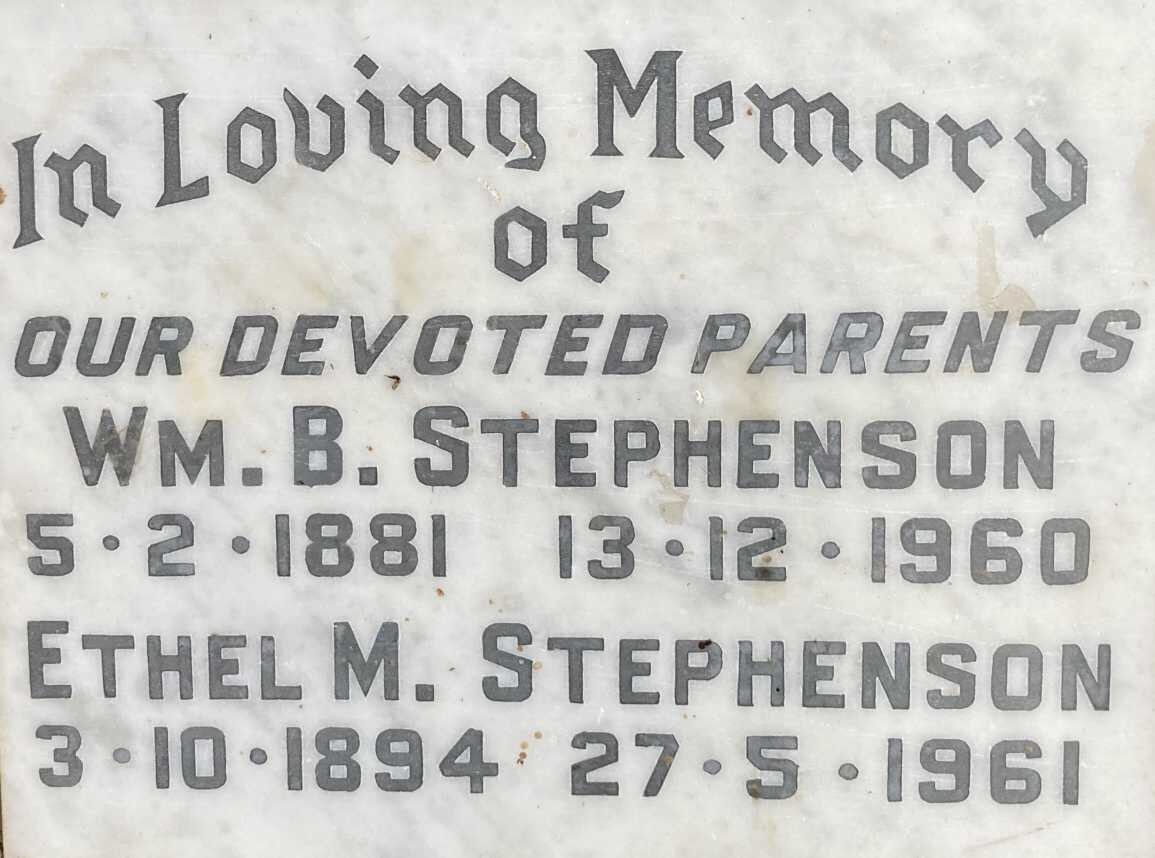 In Loving Memory
of
OUR DEVOTED PARENTS
WM. B. STEPHENSON
5·2·1881 13·12·1960
ETHEL M. STEPHENSON
3·10·1894 27·5·1961